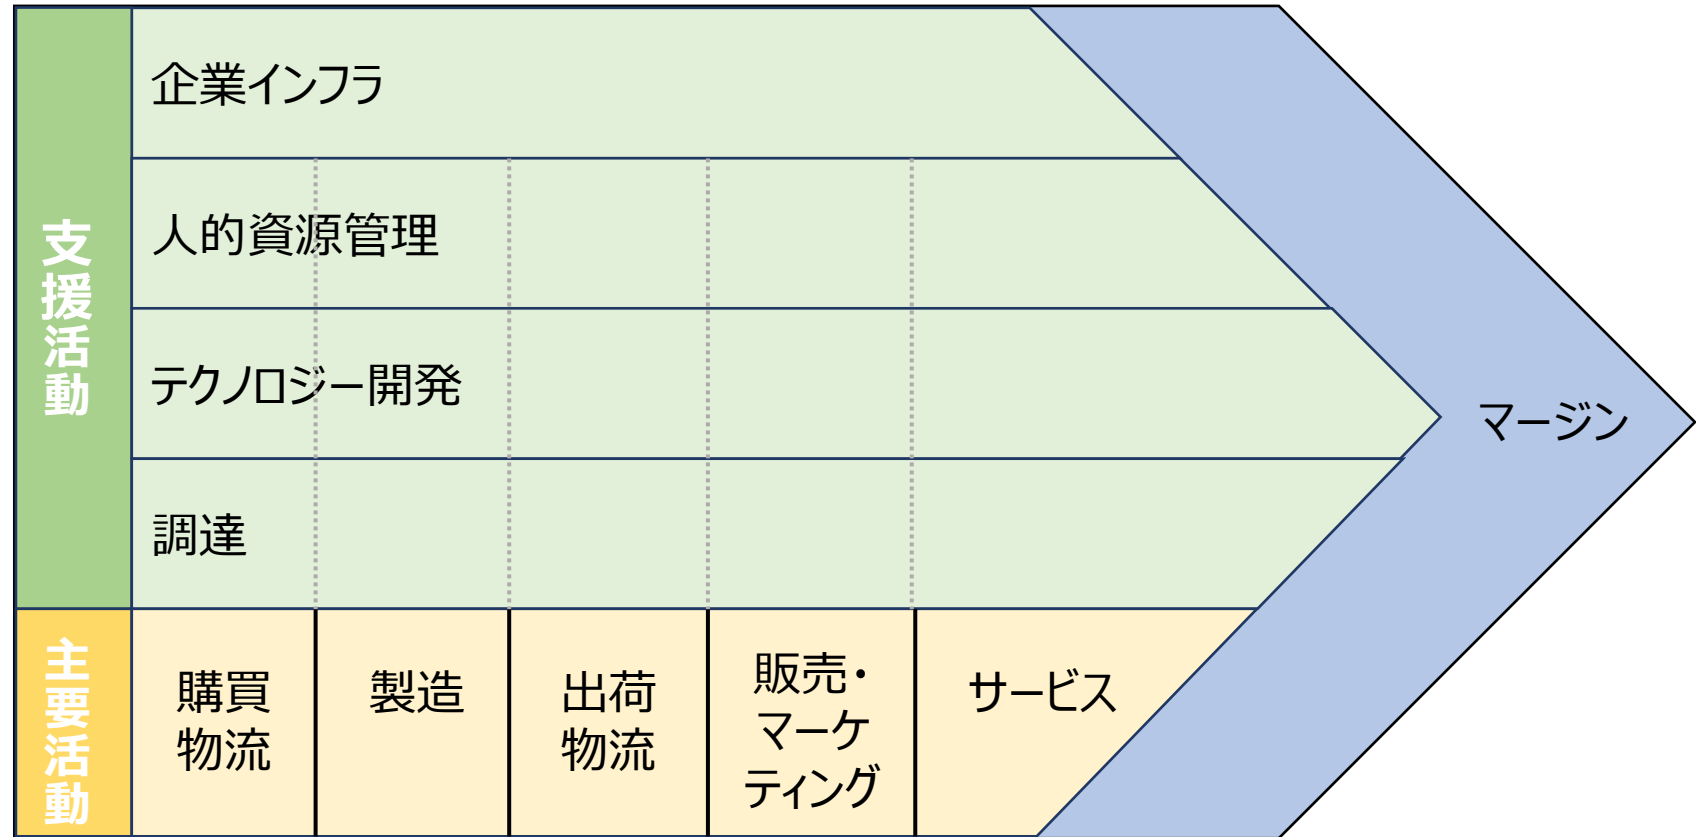 支援活動
企業インフラ
人的資源管理
テクノロジー開発
調達
マージン
主要活動
購買
物流
製造
出荷
物流
販売・
マーケ
ティング
サービス